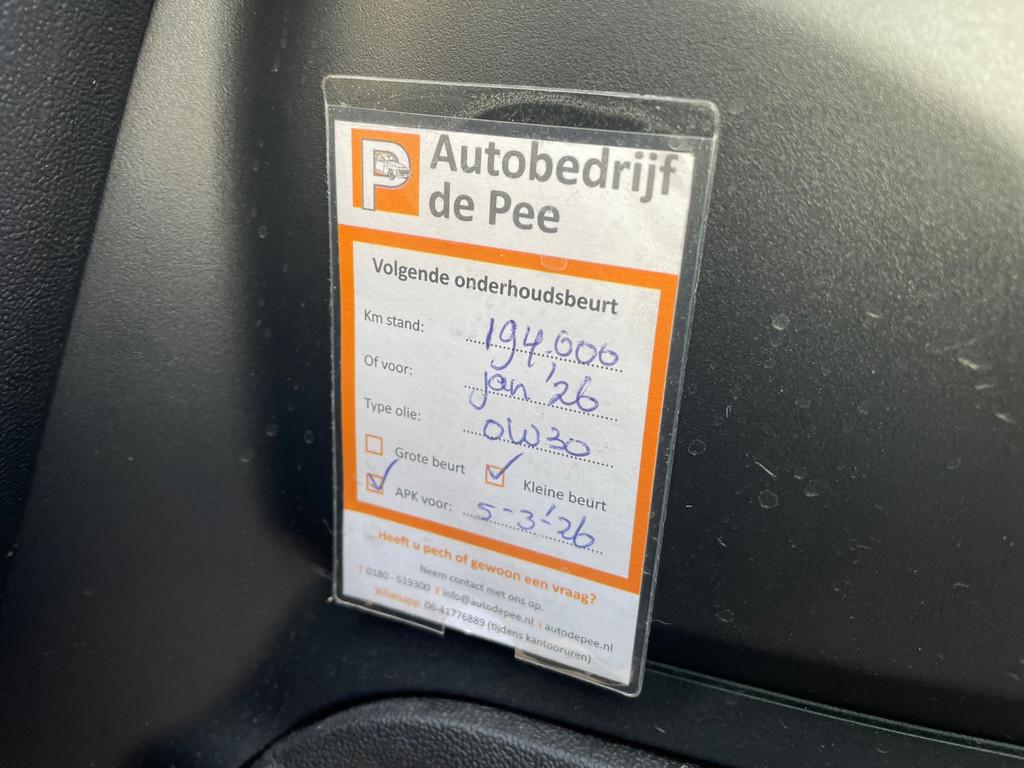 P
Autobedrijf
de Pee
Volgende onderhoudsbeurt
Km stand: 194.000
Of voor: jan '26
Type olie: 0W30
Grote beurt Kleine beurt
APK voor: 5-3-'26
Heeft u pech of gewoon een vraag?
Neem contact met ons op.
T 0180 - 519300 E info@autodepee.nl I autodepee.nl
Whatsapp: 06-41776889 (tijdens kantooruren)